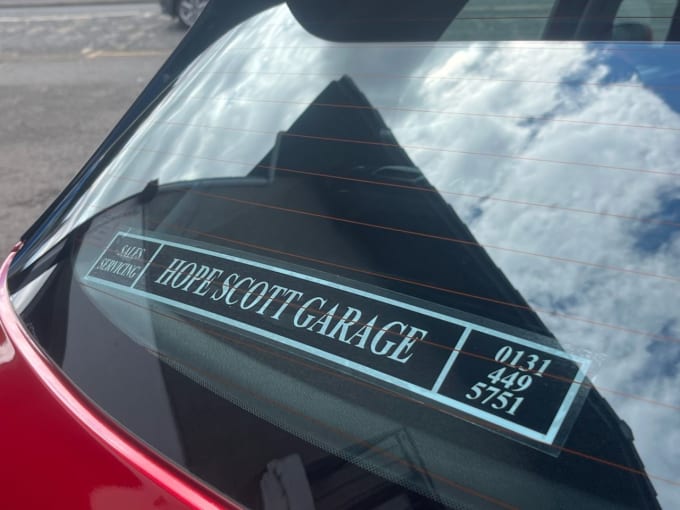 SALES
SERVICING
HOPE SCOTT GARAGE
0131
449
5751